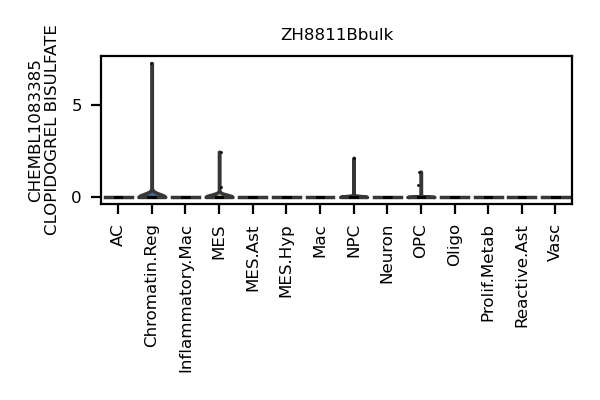 ZH8811Bbulk
CHEMBL1083385
CLOPIDOGREL BISULFATE
5
0
AC
Chromatin.Reg
Inflammatory.Mac
MES
MES.Ast
MES.Hyp
Mac
NPC
Neuron
OPC
Oligo
Prolif.Metab
Reactive.Ast
Vasc